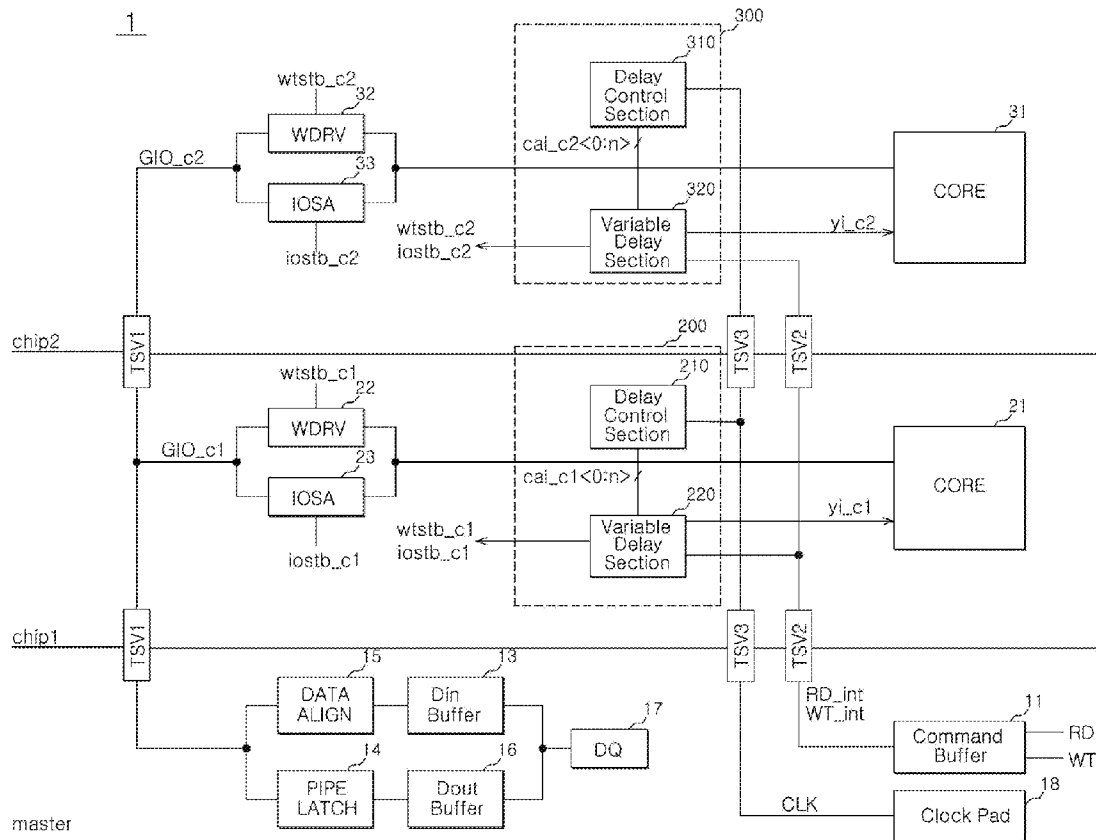 1
300
310
Delay
Control
Section
wtstb_c2
32
WDRV
31
CORE
cai_c2<0:n>
GIO_c2
33
IOSA
320
Variable
Delay
Section
wtstb_c2
iostb_c2
yi_c2
iostb_c2
TSV1
TSV3
TSV2
chip2
200
210
Delay
Control
Section
wtstb_c1
22
WDRV
21
CORE
GIO_c1
23
IOSA
cai_c1<0:n>
220
Variable
Delay
Section
yi_c1
wtstb_c1
iostb_c1
iostb_c1
TSV1
TSV3
TSV2
chip1
15
DATA
ALIGN
13
Din
Buffer
17
DQ
RD_int
WT_int
11
Command
Buffer
RD
WT
14
PIPE
LATCH
16
Dout
Buffer
CLK
18
Clock Pad
master